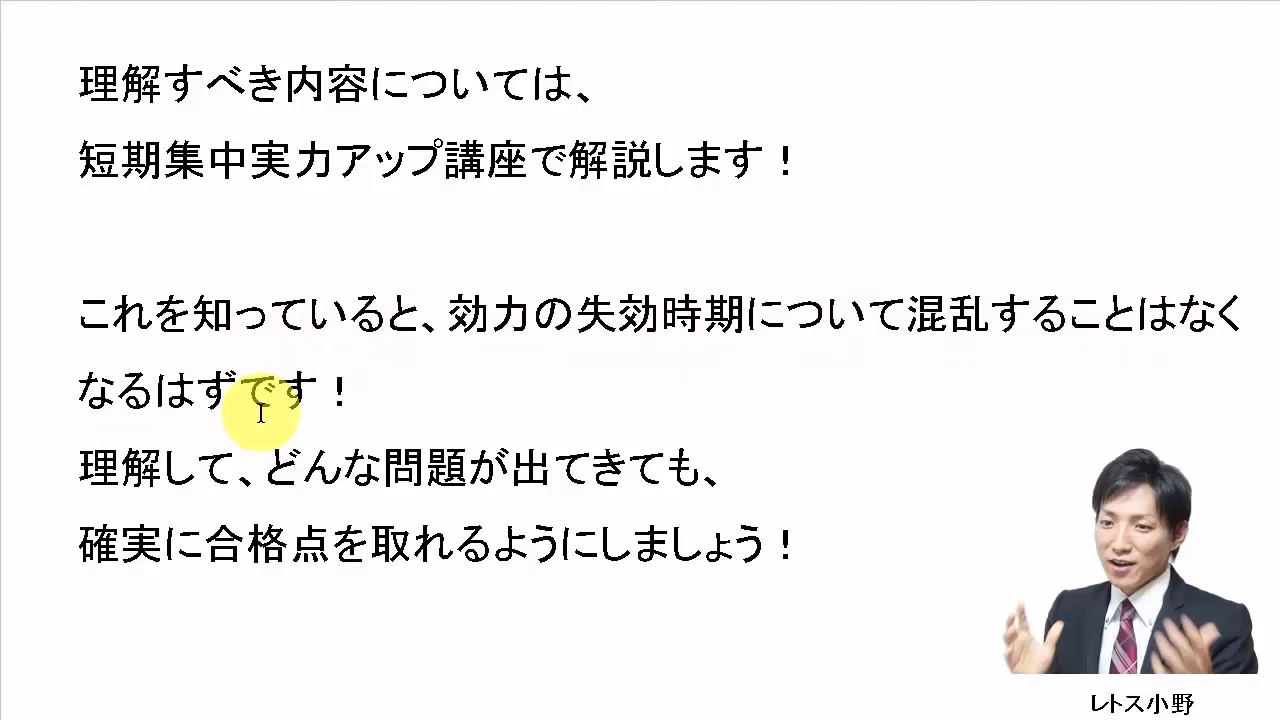 理解すべき内容については、
短期集中実力アップ講座で解説します！
これを知っていると、効力の失効時期について混乱することはなく
なるはずです！
理解して、どんな問題が出てきても、
確実に合格点を取れるようにしましょう！
レトス小野